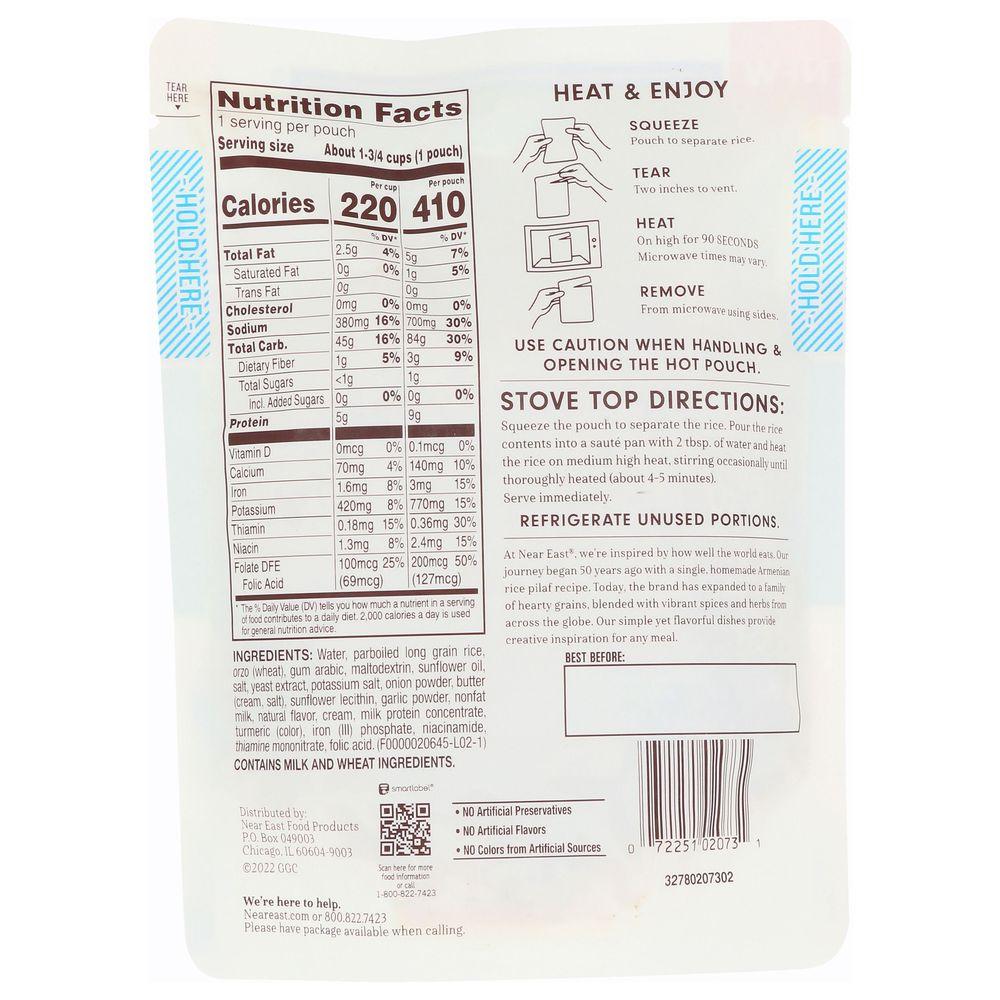 TEAR
HERE
Nutrition Facts
1 serving per pouch
Serving size About 1-3/4 cups (1 pouch)
Per cup Per pouch
Calories 220 410
% DV* % DV*
Total Fat 2.5g 4% 5g 7%
Saturated Fat 0g 0% 1g 5%
Trans Fat 0g 0g
Cholesterol 0mg 0% 0mg 0%
Sodium 380mg 16% 700mg 30%
Total Carb. 45g 16% 84g 30%
Dietary Fiber 1g 5% 3g 9%
Total Sugars <1g 1g
Incl. Added Sugars 0g 0% 0g 0%
Protein 5g 9g
Vitamin D 0mcg 0% 0.1mcg 0%
Calcium 70mg 4% 140mg 10%
Iron 1.6mg 8% 3mg 15%
Potassium 420mg 8% 770mg 15%
Thiamin 0.18mg 15% 0.36mg 30%
Niacin 1.3mg 8% 2.4mg 15%
Folate DFE 100mcg 25% 200mcg 50%
Folic Acid (69mcg) (127mcg)
* The % Daily Value (DV) tells you how much a nutrient in a serving
of food contributes to a daily diet. 2,000 calories a day is used
for general nutrition advice.
INGREDIENTS: Water, parboiled long grain rice,
orzo (wheat), gum arabic, maltodextrin, sunflower oil,
salt, yeast extract, potassium salt, onion powder, butter
(cream, salt), sunflower lecithin, garlic powder, nonfat
milk, natural flavor, cream, milk protein concentrate,
turmeric (color), iron (III) phosphate, niacinamide,
thiamine mononitrate, folic acid. (F0000020645-L02-1)
CONTAINS MILK AND WHEAT INGREDIENTS.
Distributed by:
Near East Food Products
P.O. Box 049003
Chicago, IL 60604-9003
©2022 GGC
smartlabel®
Scan here for more
food information
or call
1-800-822-7423
• NO Artificial Preservatives
• NO Artificial Flavors
• NO Colors from Artificial Sources
We're here to help.
Neareast.com or 800.822.7423
Please have package available when calling.
HOLD HERE
HEAT & ENJOY
SQUEEZE
Pouch to separate rice.
TEAR
Two inches to vent.
HEAT
On high for 90 SECONDS
Microwave times may vary.
REMOVE
From microwave using sides.
HOLD HERE
USE CAUTION WHEN HANDLING &
OPENING THE HOT POUCH.
STOVE TOP DIRECTIONS:
Squeeze the pouch to separate the rice. Pour the rice
contents into a sauté pan with 2 tbsp. of water and heat
the rice on medium high heat, stirring occasionally until
thoroughly heated (about 4-5 minutes).
Serve immediately.
REFRIGERATE UNUSED PORTIONS.
At Near East®, we're inspired by how well the world eats. Our
journey began 50 years ago with a single, homemade Armenian
rice pilaf recipe. Today, the brand has expanded to a family
of hearty grains, blended with vibrant spices and herbs from
across the globe. Our simple yet flavorful dishes provide
creative inspiration for any meal.
BEST BEFORE:
0 72251 02073 1
32780207302